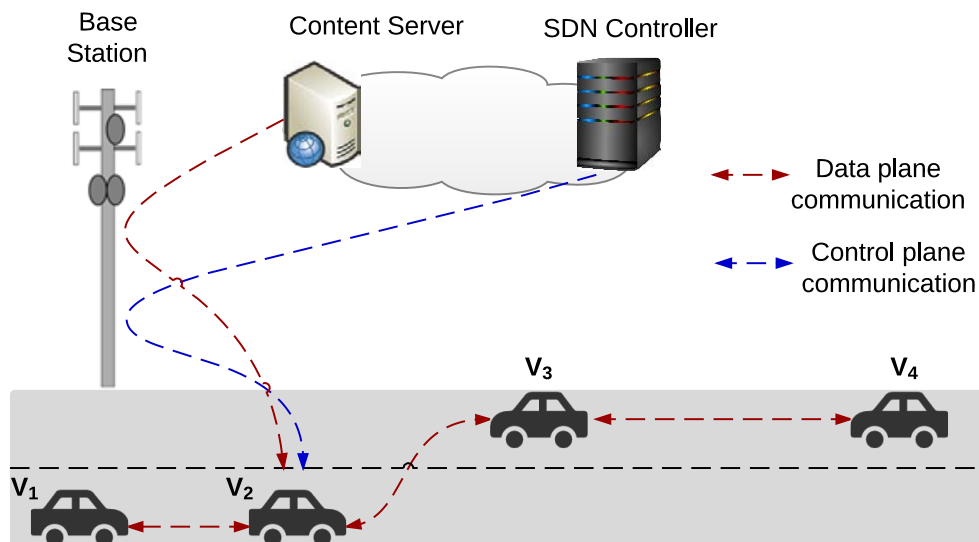 Base
Station
Content Server
SDN Controller
Data plane
communication
Control plane
communication
V₃
V₄
V₁
V₂